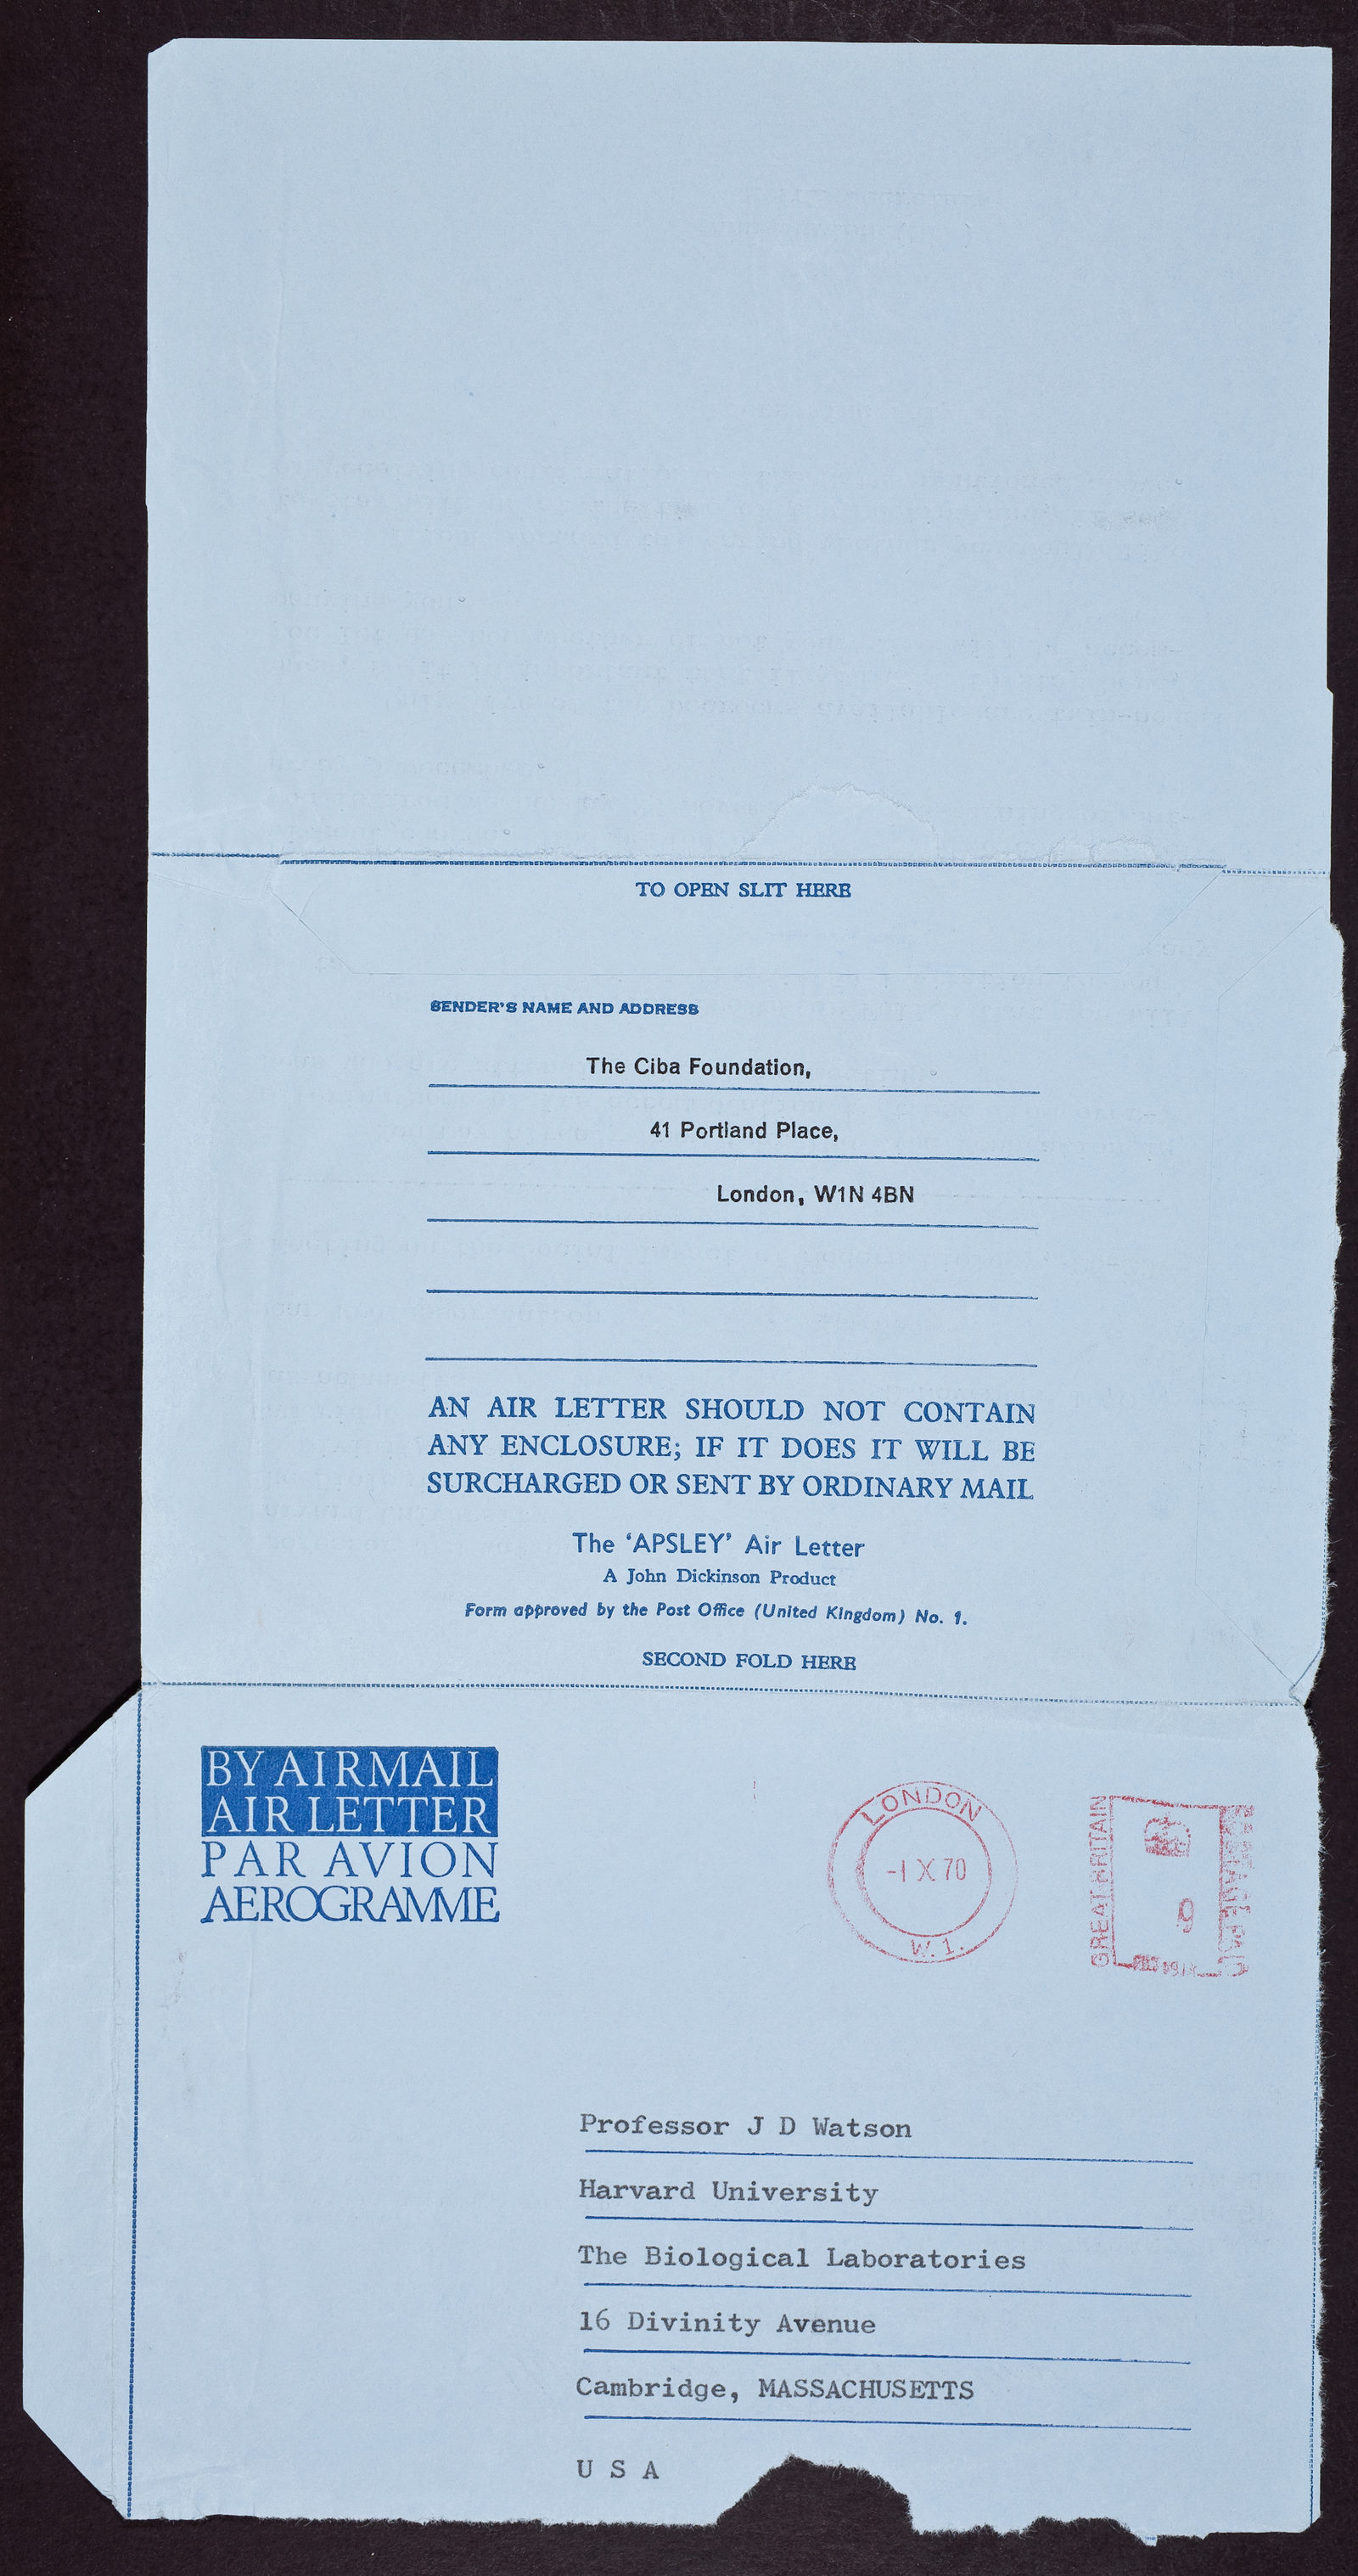 TO OPEN SLIT HERE
SENDER'S NAME AND ADDRESS
The Ciba Foundation,
41 Portland Place,
London, W1N 4BN
AN AIR LETTER SHOULD NOT CONTAIN
ANY ENCLOSURE; IF IT DOES IT WILL BE
SURCHARGED OR SENT BY ORDINARY MAIL
The 'APSLEY' Air Letter
A John Dickinson Product
Form approved by the Post Office (United Kingdom) No. 1.
SECOND FOLD HERE
BY AIRMAIL
AIR LETTER
PAR AVION
AEROGRAMME
LONDON
-1 X 70
W.1.
GREAT BRITAIN
9
POSTAGE PAID
Professor J D Watson
Harvard University
The Biological Laboratories
16 Divinity Avenue
Cambridge, MASSACHUSETTS
U S A